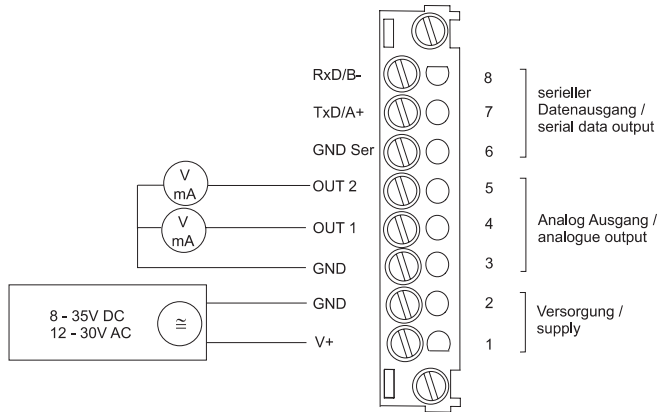 RxD/B-
8
TxD/A+
7
GND Ser
6
serieller
Datenausgang /
serial data output
V
mA
OUT 2
5
V
mA
OUT 1
4
GND
3
Analog Ausgang /
analogue output
8 - 35V DC
12 - 30V AC
≅
GND
2
V+
1
Versorgung /
supply